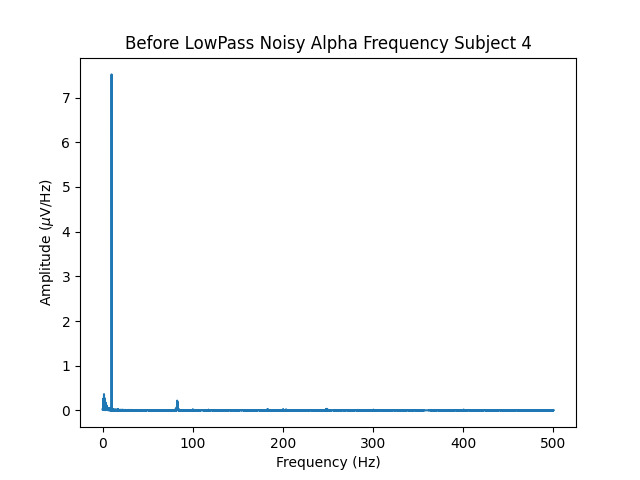 Before LowPass Noisy Alpha Frequency Subject 4
Amplitude (μV/Hz)
7
6
5
4
3
2
1
0
0 100 200 300 400 500
Frequency (Hz)